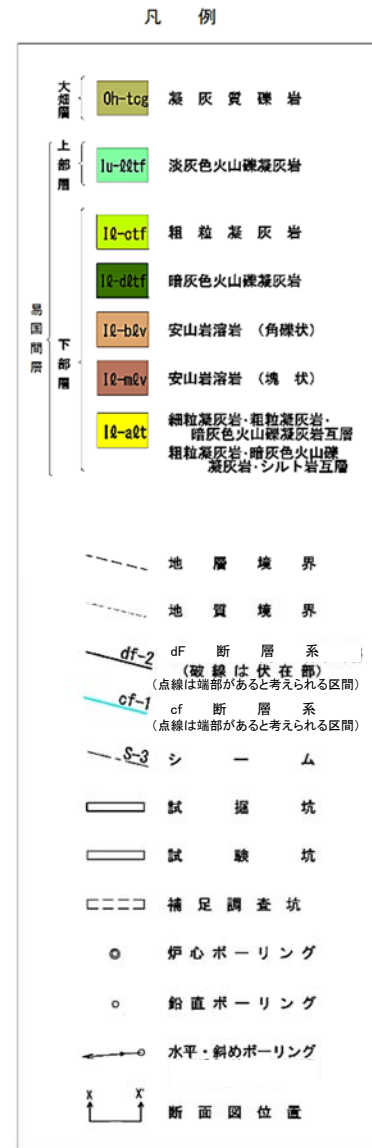 凡例
大畑層
Oh-tcg 凝灰質礫岩
易国間層
上部層
Iu-ℓℓtf 淡灰色火山礫凝灰岩
下部層
Iℓ-ctf 粗粒凝灰岩
Iℓ-dℓtf 暗灰色火山礫凝灰岩
Iℓ-bℓv 安山岩溶岩（角礫状）
Iℓ-mℓv 安山岩溶岩（塊状）
Iℓ-aℓt 細粒凝灰岩・粗粒凝灰岩・
暗灰色火山礫凝灰岩互層
粗粒凝灰岩・暗灰色火山礫
凝灰岩・シルト岩互層
地層境界
地質境界
df-2 dF断層系
(破線は伏在部)
(点線は端部があると考えられる区間)
cf-1 cf断層系
(点線は端部があると考えられる区間)
S-3 シーム
試掘坑
試験坑
補足調査坑
炉心ボーリング
鉛直ボーリング
水平・斜めボーリング
X X' 断面図位置